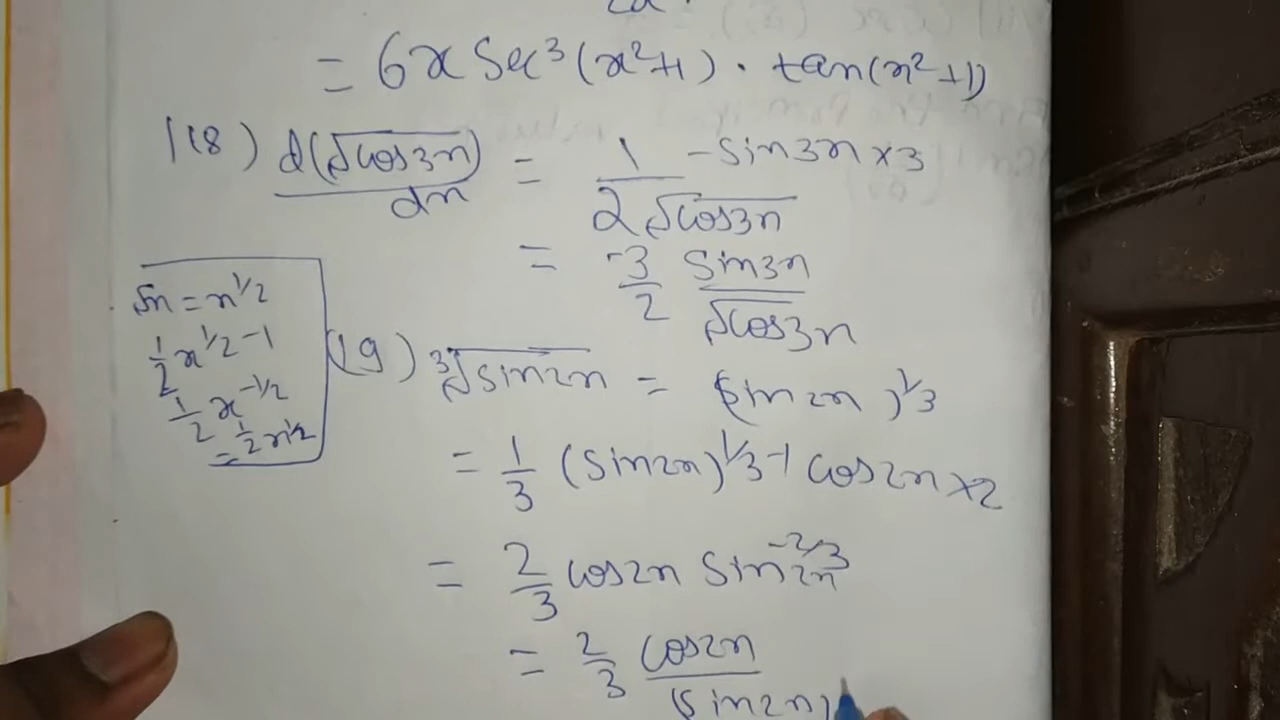 = 6x Sec³(x²+1) · tan(x²+1)
118) d(√cos3x)/dx = 1/2√cos3x -sin3x×3
= -3/2 Sin3x/√cos3x
√x = x^1/2
1/2 x^1/2-1
1/2 x^-1/2
= 1/2 x^1/2
119) ³√sin2x = (sin2x)^1/3
= 1/3 (sin2x)^1/3-1 cos2x×2
= 2/3 cos2x Sin^-2/3 2x
= 2/3 cos2x/(sin2x)